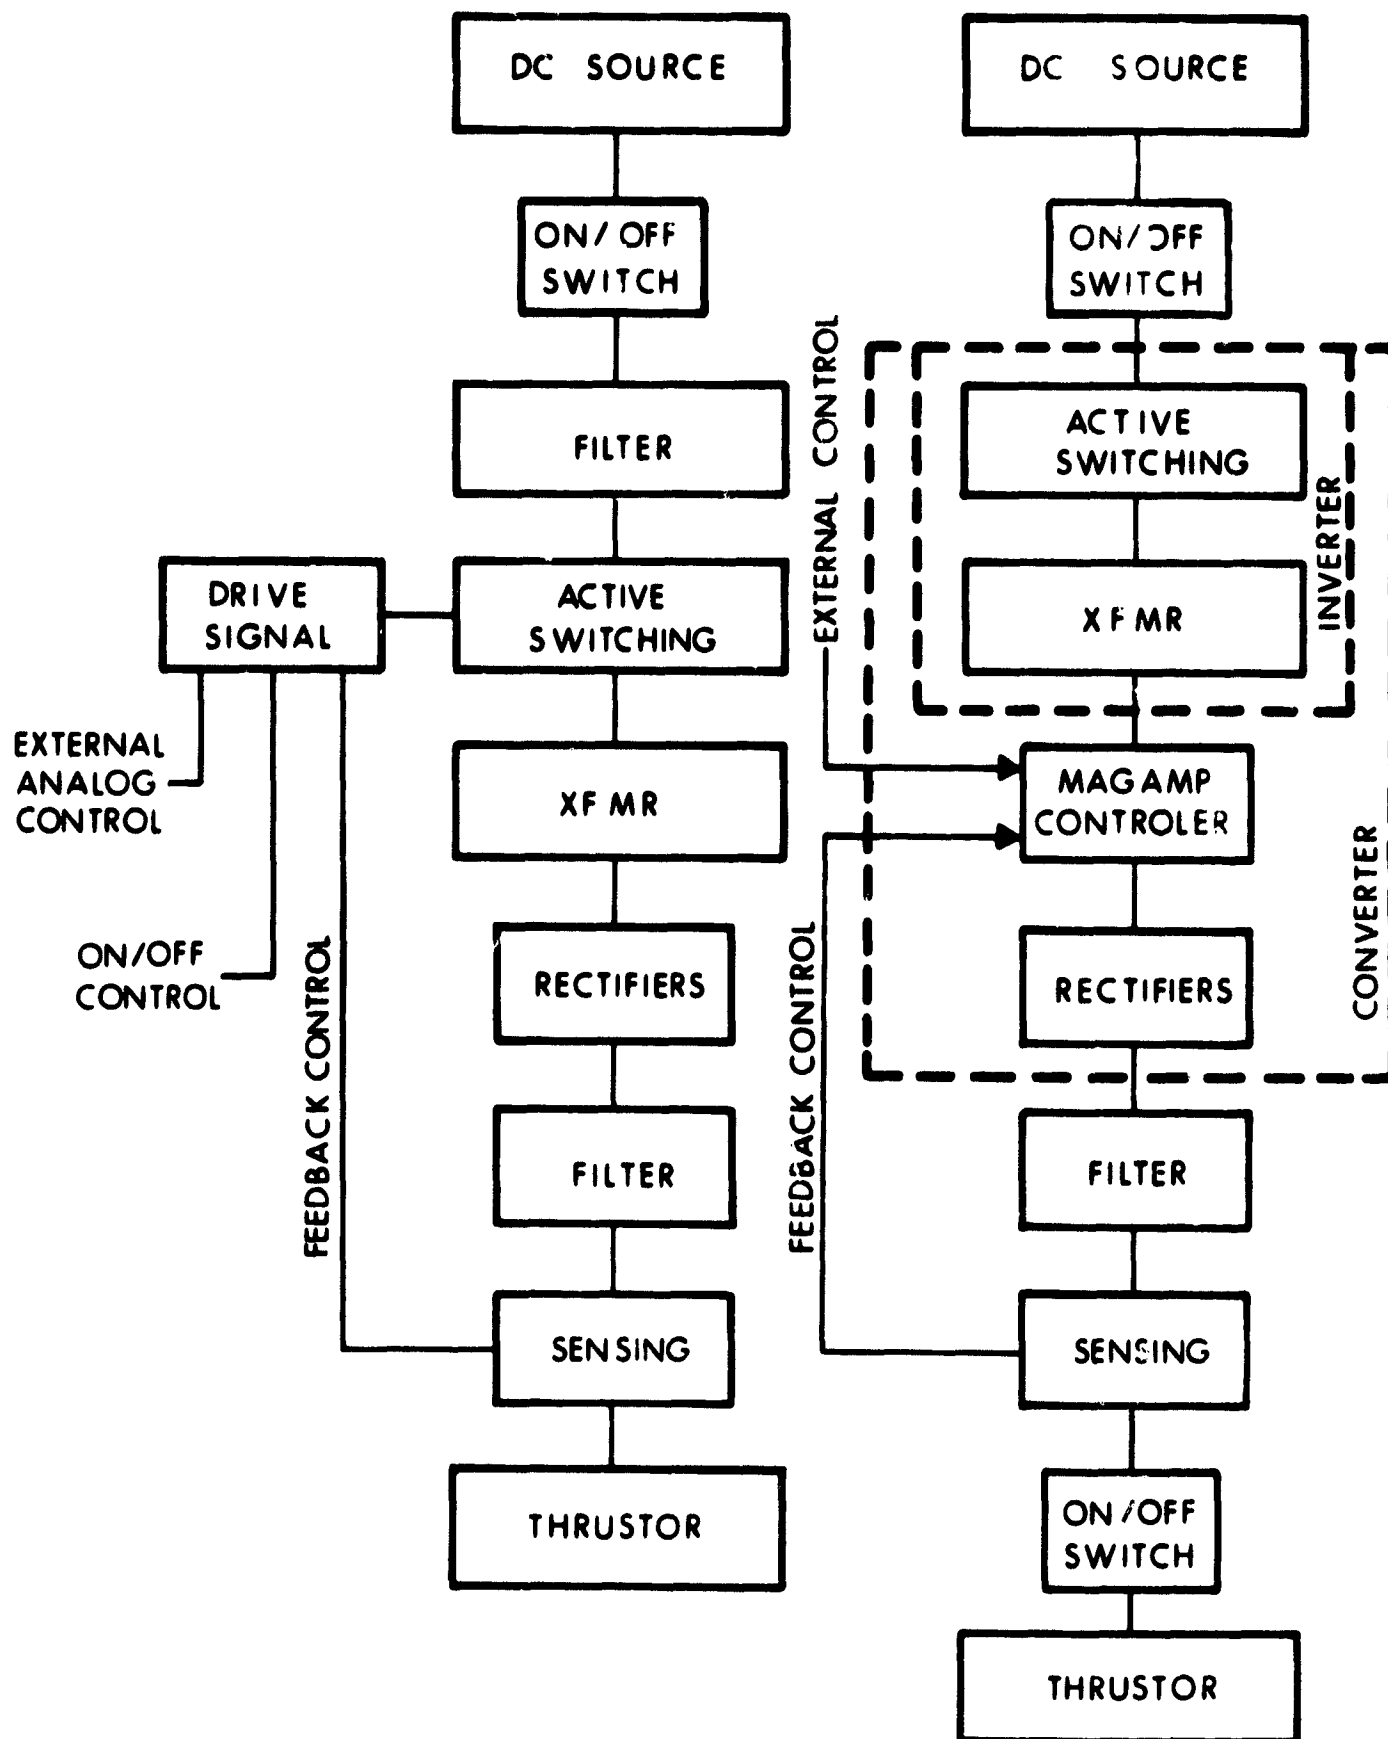 DC SOURCE
ON/OFF
SWITCH
FILTER
DRIVE
SIGNAL
ACTIVE
SWITCHING
EXTERNAL
ANALOG
CONTROL
XFMR
ON/OFF
CONTROL
FEEDBACK CONTROL
RECTIFIERS
FILTER
SENSING
THRUSTOR
DC SOURCE
ON/OFF
SWITCH
EXTERNAL CONTROL
ACTIVE
SWITCHING
INVERTER
XFMR
MAGAMP
CONTROLER
CONVERTER
RECTIFIERS
FEEDBACK CONTROL
FILTER
SENSING
ON/OFF
SWITCH
THRUSTOR